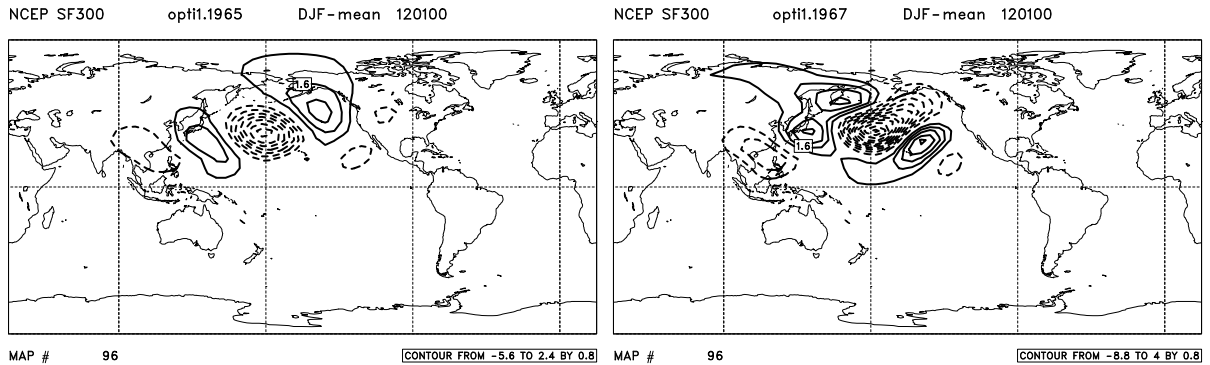 NCEP SF300 opti1.1965 DJF-mean 120100
1.6
MAP # 96 CONTOUR FROM -5.6 TO 2.4 BY 0.8
NCEP SF300 opti1.1967 DJF-mean 120100
1.6
MAP # 96 CONTOUR FROM -8.8 TO 4 BY 0.8